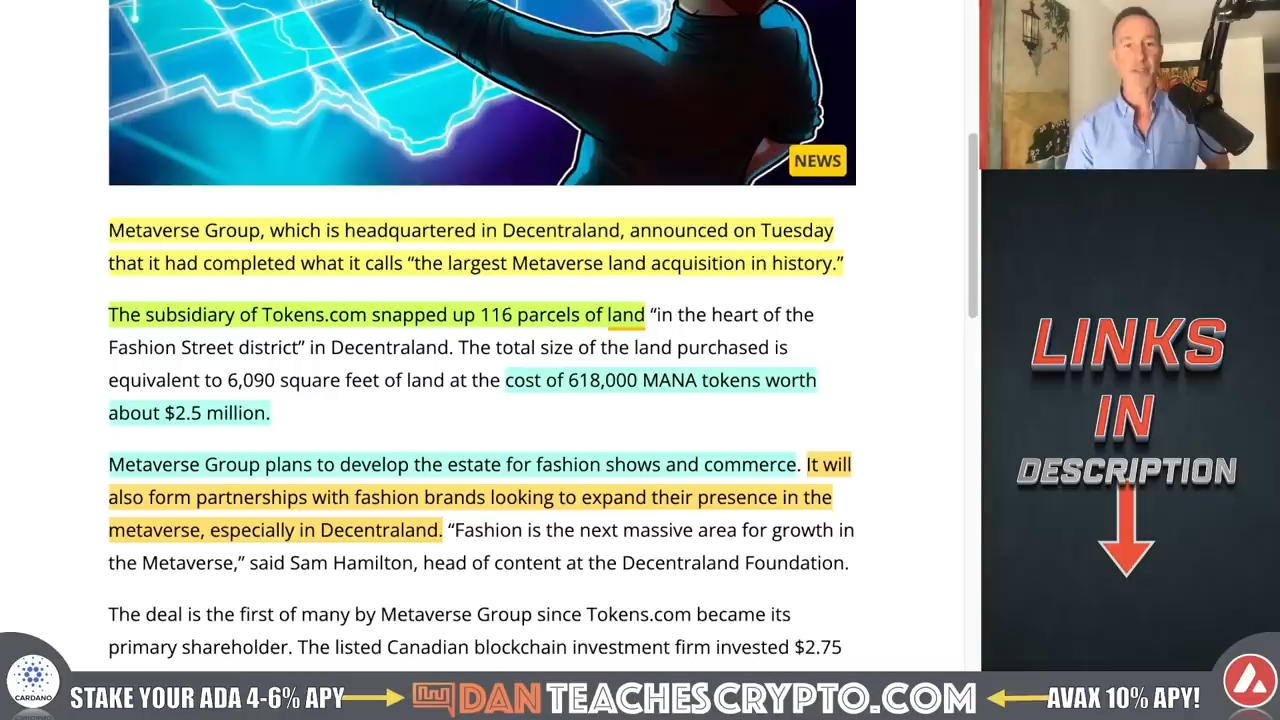 NEWS
Metaverse Group, which is headquartered in Decentraland, announced on Tuesday
that it had completed what it calls “the largest Metaverse land acquisition in history.”
The subsidiary of Tokens.com snapped up 116 parcels of land “in the heart of the
Fashion Street district” in Decentraland. The total size of the land purchased is
equivalent to 6,090 square feet of land at the cost of 618,000 MANA tokens worth
about $2.5 million.
Metaverse Group plans to develop the estate for fashion shows and commerce. It will
also form partnerships with fashion brands looking to expand their presence in the
metaverse, especially in Decentraland. “Fashion is the next massive area for growth in
the Metaverse,” said Sam Hamilton, head of content at the Decentraland Foundation.
The deal is the first of many by Metaverse Group since Tokens.com became its
primary shareholder. The listed Canadian blockchain investment firm invested $2.75
LINKS
IN
DESCRIPTION
CARDANO
STAKE YOUR ADA 4-6% APY
DANTEACHESCRYPTO.COM
AVAX 10% APY!